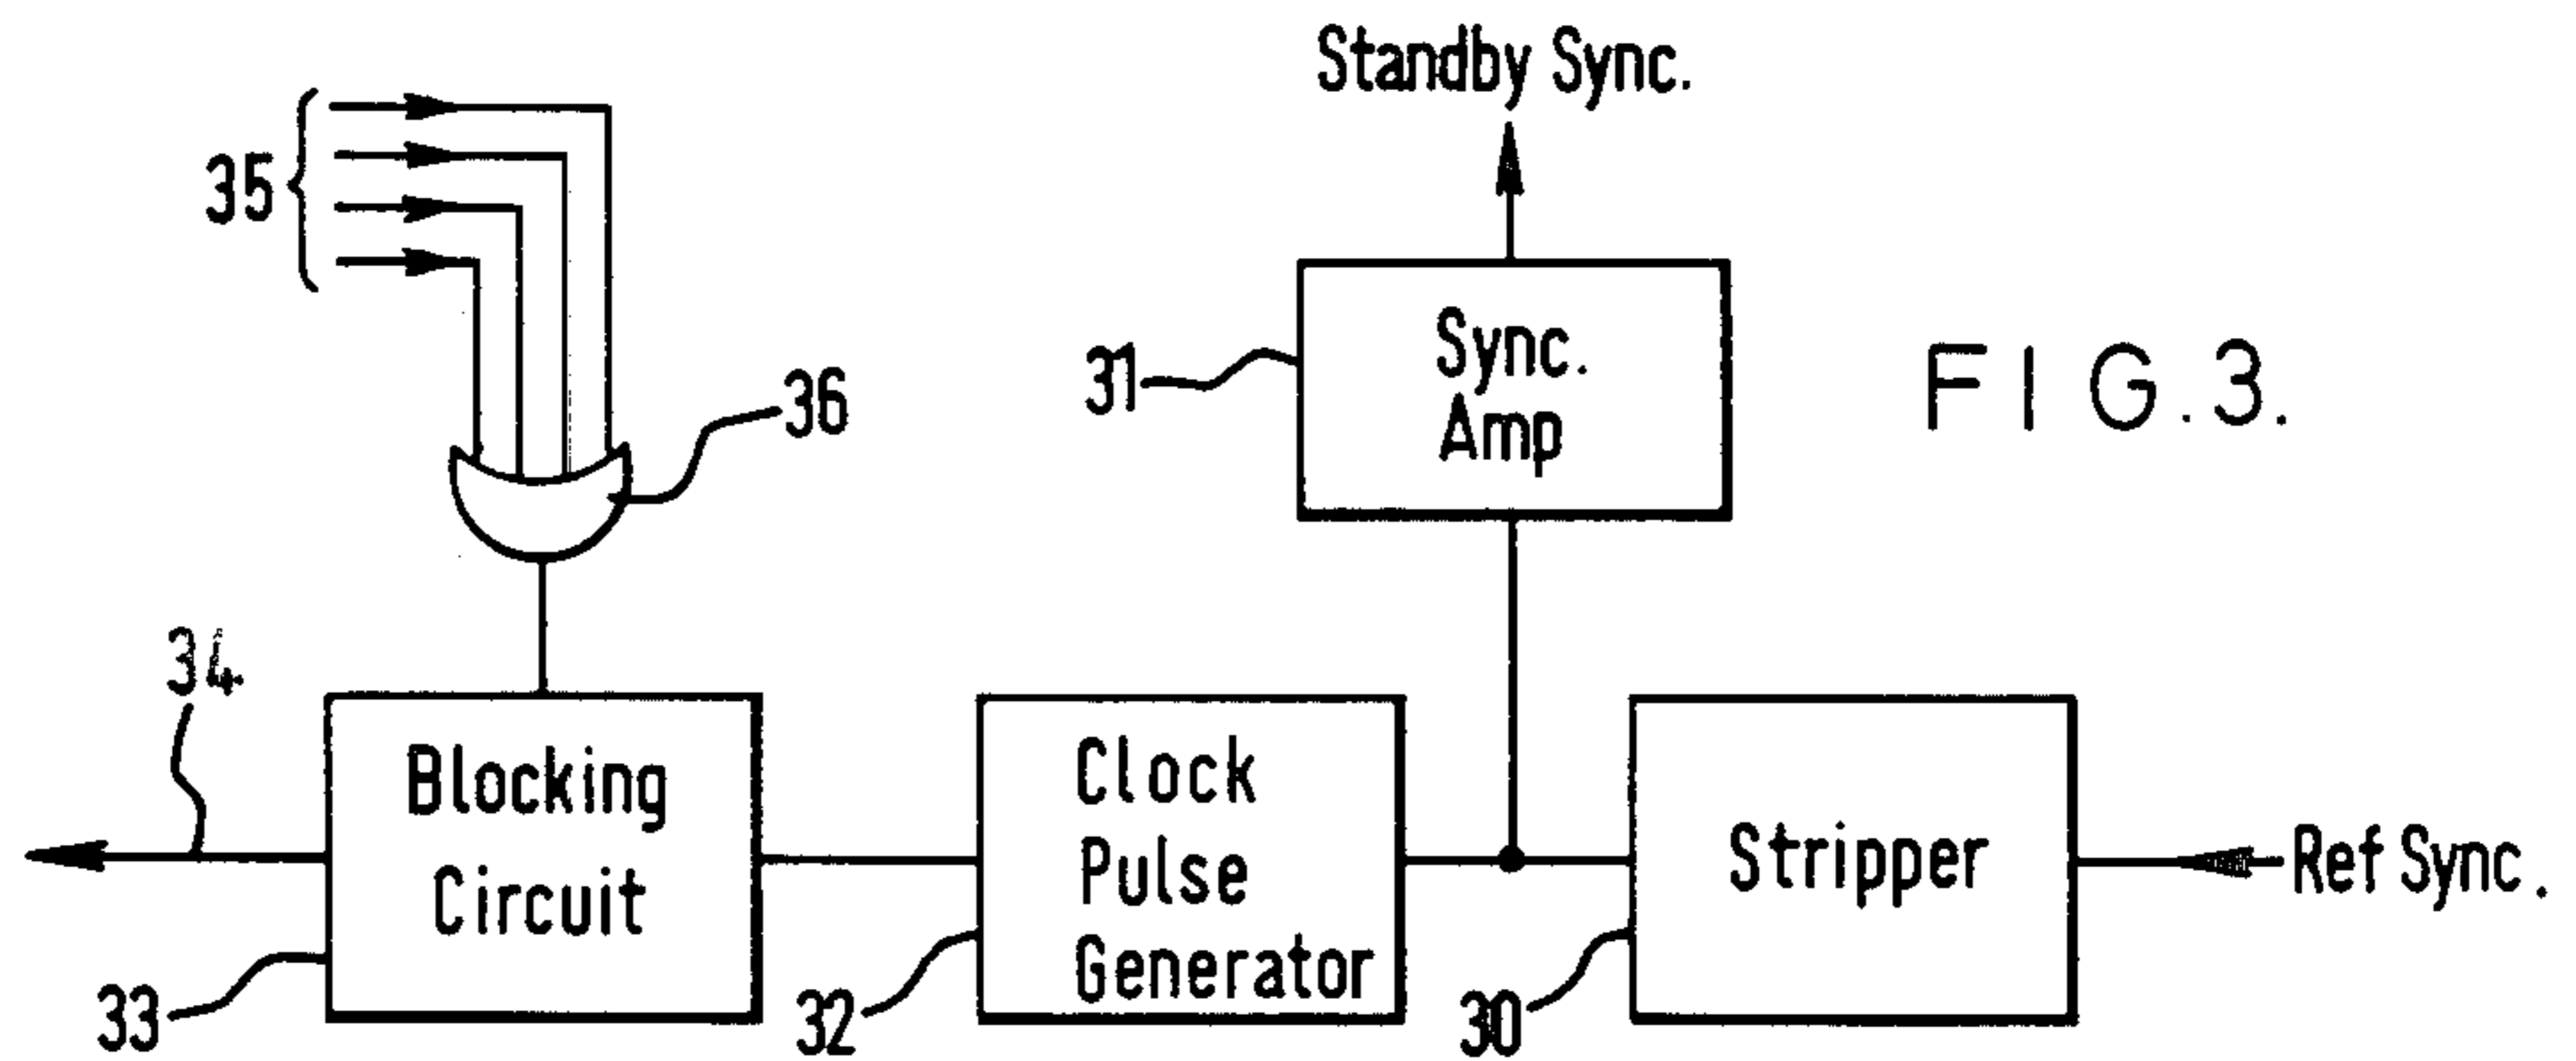 Standby Sync.
35
36
31
Sync.
Amp
FIG.3.
34
Blocking
Circuit
33
Clock
Pulse
Generator
32
Stripper
30
Ref Sync.